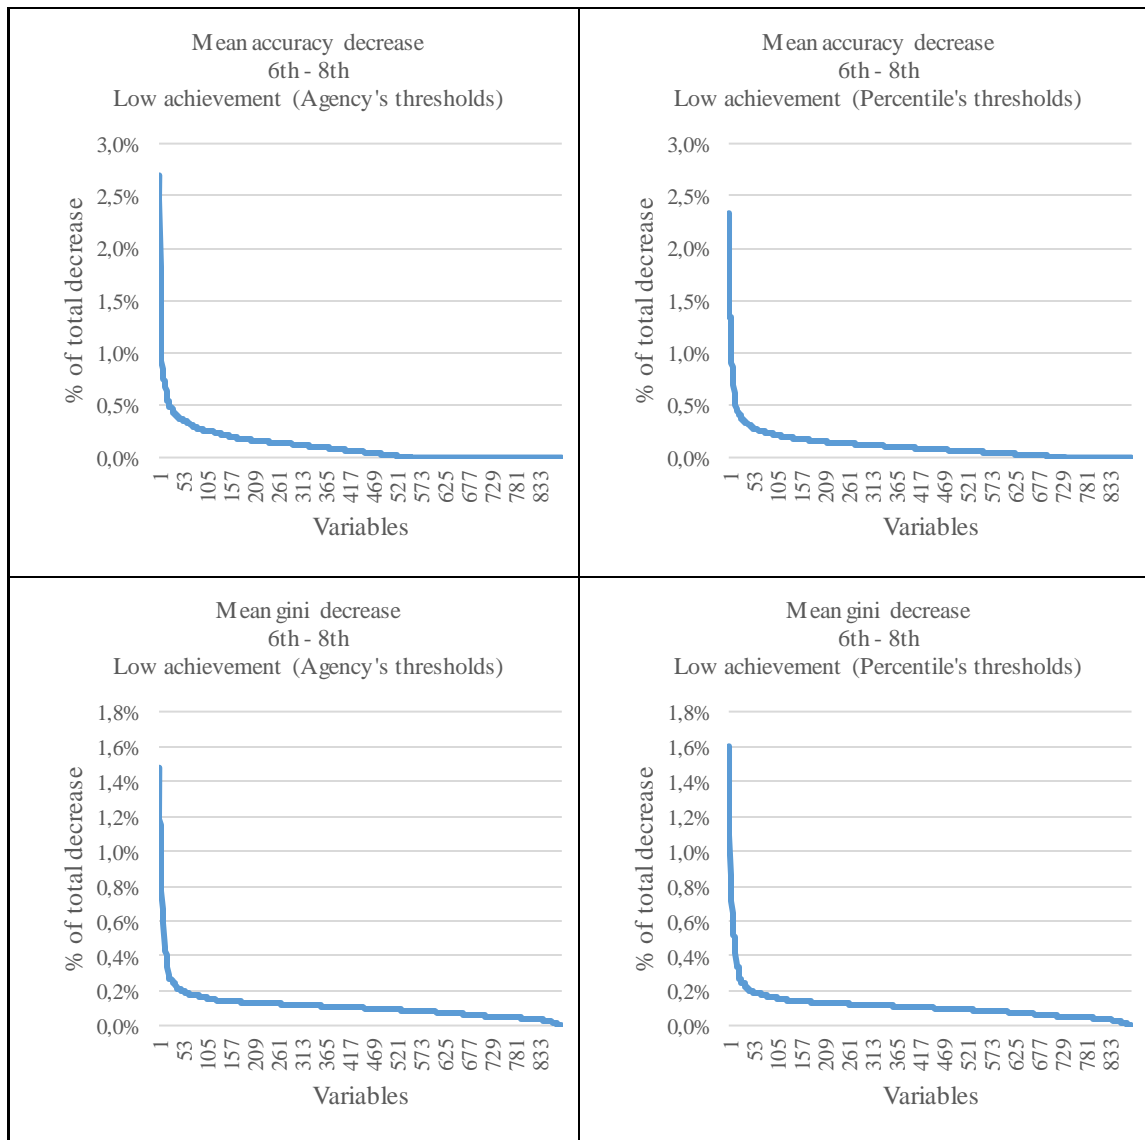 Mean accuracy decrease
6th - 8th
Low achievement (Agency's thresholds)
3,0%
2,5%
2,0%
1,5%
1,0%
0,5%
0,0%
% of total decrease
1 53 105 157 209 261 313 365 417 469 521 573 625 677 729 781 833
Variables
Mean accuracy decrease
6th - 8th
Low achievement (Percentile's thresholds)
3,0%
2,5%
2,0%
1,5%
1,0%
0,5%
0,0%
% of total decrease
1 53 105 157 209 261 313 365 417 469 521 573 625 677 729 781 833
Variables
Mean gini decrease
6th - 8th
Low achievement (Agency's thresholds)
1,8%
1,6%
1,4%
1,2%
1,0%
0,8%
0,6%
0,4%
0,2%
0,0%
% of total decrease
1 53 105 157 209 261 313 365 417 469 521 573 625 677 729 781 833
Variables
Mean gini decrease
6th - 8th
Low achievement (Percentile's thresholds)
1,8%
1,6%
1,4%
1,2%
1,0%
0,8%
0,6%
0,4%
0,2%
0,0%
% of total decrease
1 53 105 157 209 261 313 365 417 469 521 573 625 677 729 781 833
Variables